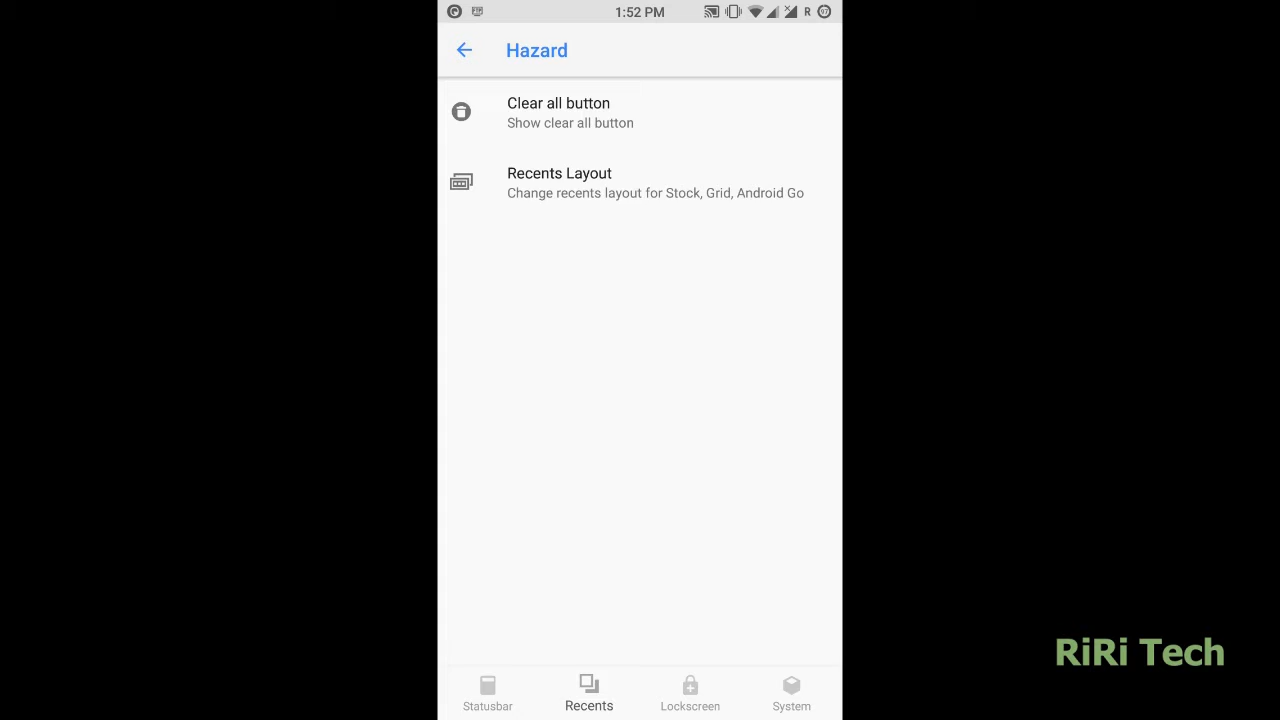 1:52 PM
R
97
Hazard
Clear all button
Show clear all button
Recents Layout
Change recents layout for Stock, Grid, Android Go
Statusbar
Recents
Lockscreen
System
RiRi Tech